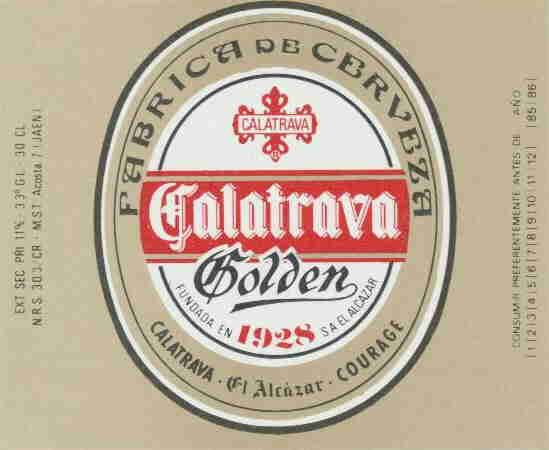 FABRICA DE CERVEZA
CALATRAVA
Calatrava
Golden
FUNDADA EN 1928 S A EL ALCAZAR
CALATRAVA · El Alcázar · COURAGE
EXT SEC PRI 11% - 3,3º G L - 30 CL
N.R.S. 303/CR - M.S.T. Acosta 7 (JAEN)
CONSUMIR PREFERENTEMENTE ANTES DE AÑO
|1|2|3|4|5|6|7|8|9|10|11|12| |85|86|